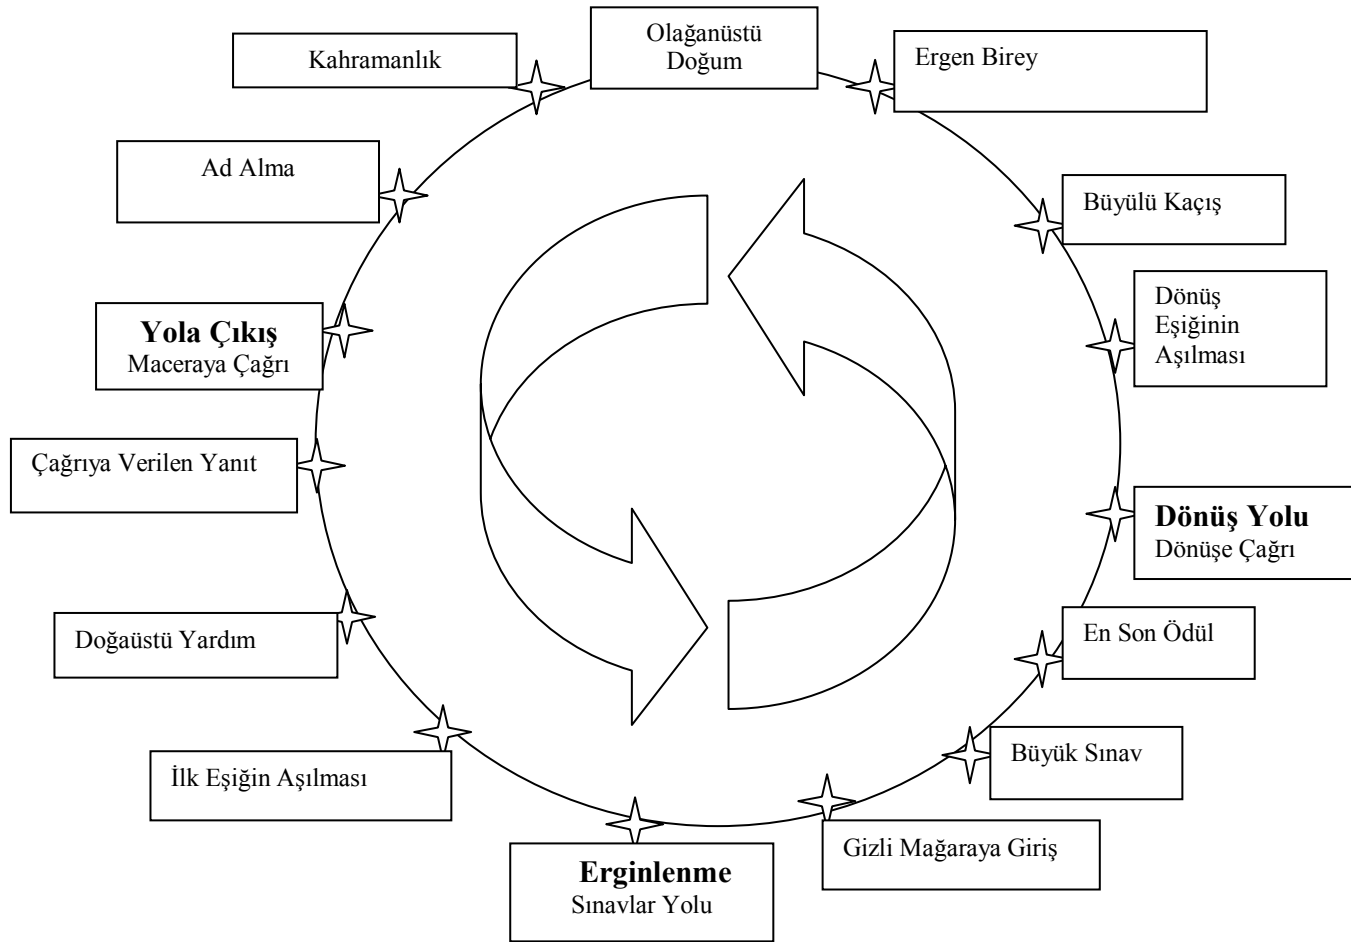 Olağanüstü
Doğum
Kahramanlık
Ergen Birey
Ad Alma
Büyülü Kaçış
Dönüş
Eşiğinin
Aşılması
Yola Çıkış
Maceraya Çağrı
Çağrıya Verilen Yanıt
Dönüş Yolu
Dönüşe Çağrı
Doğaüstü Yardım
En Son Ödül
İlk Eşiğin Aşılması
Büyük Sınav
Gizli Mağaraya Giriş
Erginlenme
Sınavlar Yolu